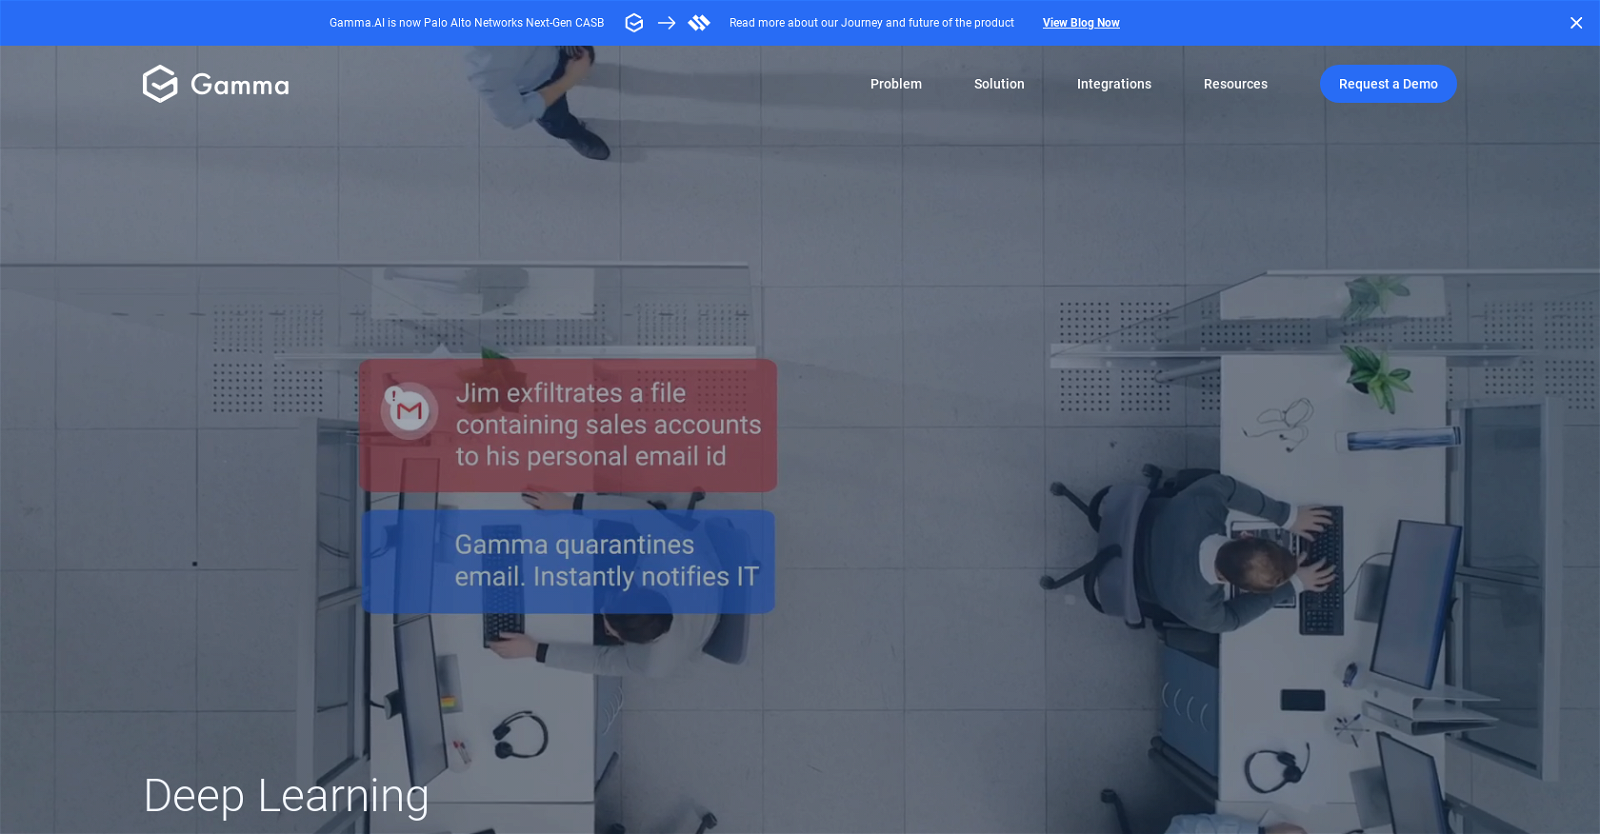 Gamma.AI is now Palo Alto Networks Next-Gen CASB
Read more about our Journey and future of the product
View Blog Now
Gamma
Problem
Solution
Integrations
Resources
Request a Demo
Jim exfiltrates a file
containing sales accounts
to his personal email id
Gamma quarantines
email. Instantly notifies IT
Deep Learning